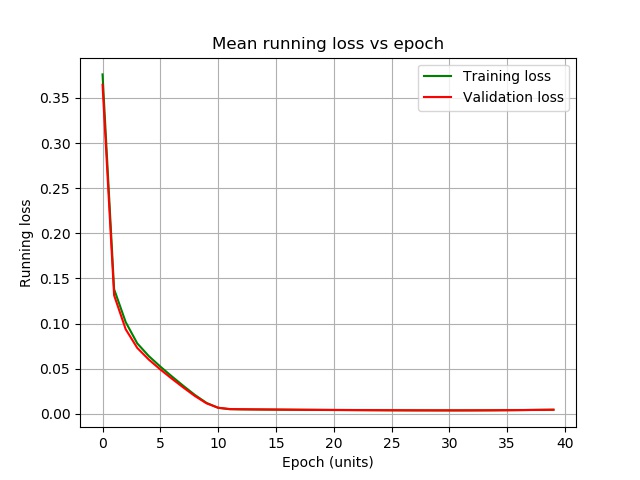 Mean running loss vs epoch
Training loss
Validation loss
0.35
0.30
0.25
0.20
0.15
0.10
0.05
0.00
Running loss
0 5 10 15 20 25 30 35 40
Epoch (units)